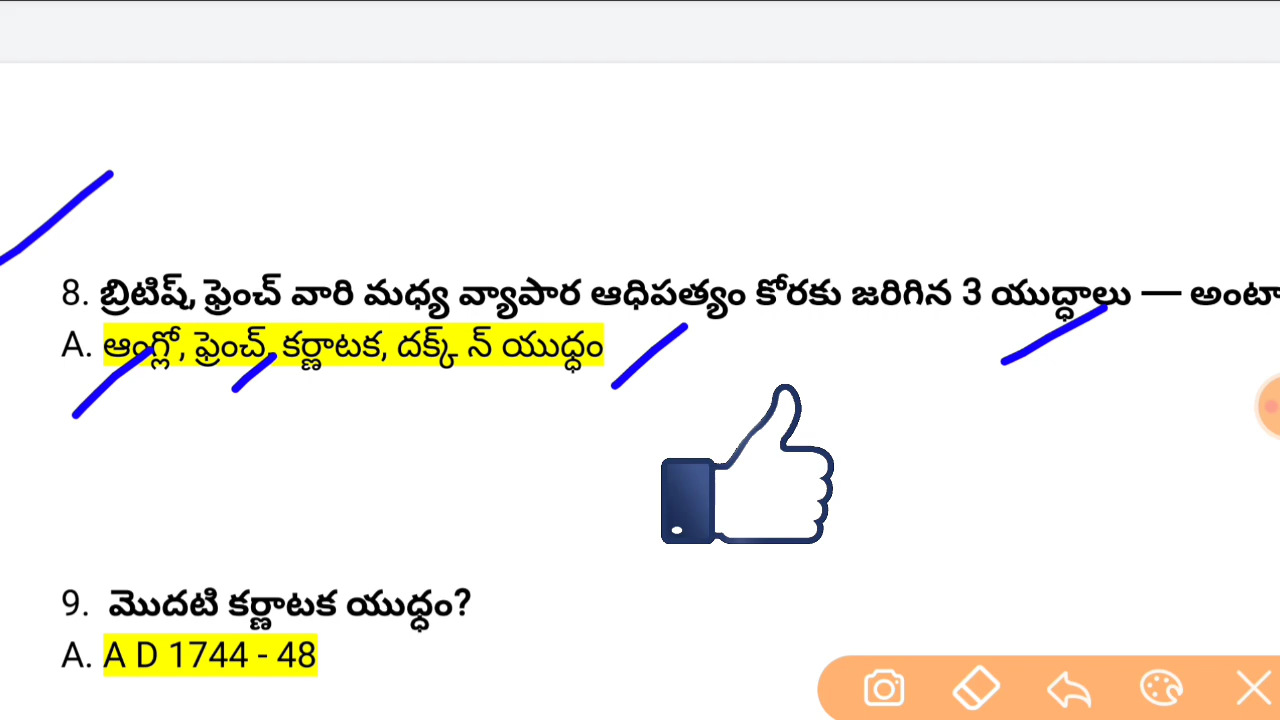 8. బ్రిటిష్, ఫ్రెంచ్ వారి మధ్య వ్యాపార ఆధిపత్యం కోరకు జరిగిన 3 యుద్ధాలు — అంటా
A. ఆంగ్లో, ఫ్రెంచ్, కర్ణాటక, దక్క్ న్ యుధ్ధం
9. మొదటి కర్ణాటక యుధ్ధం?
A. A D 1744 - 48